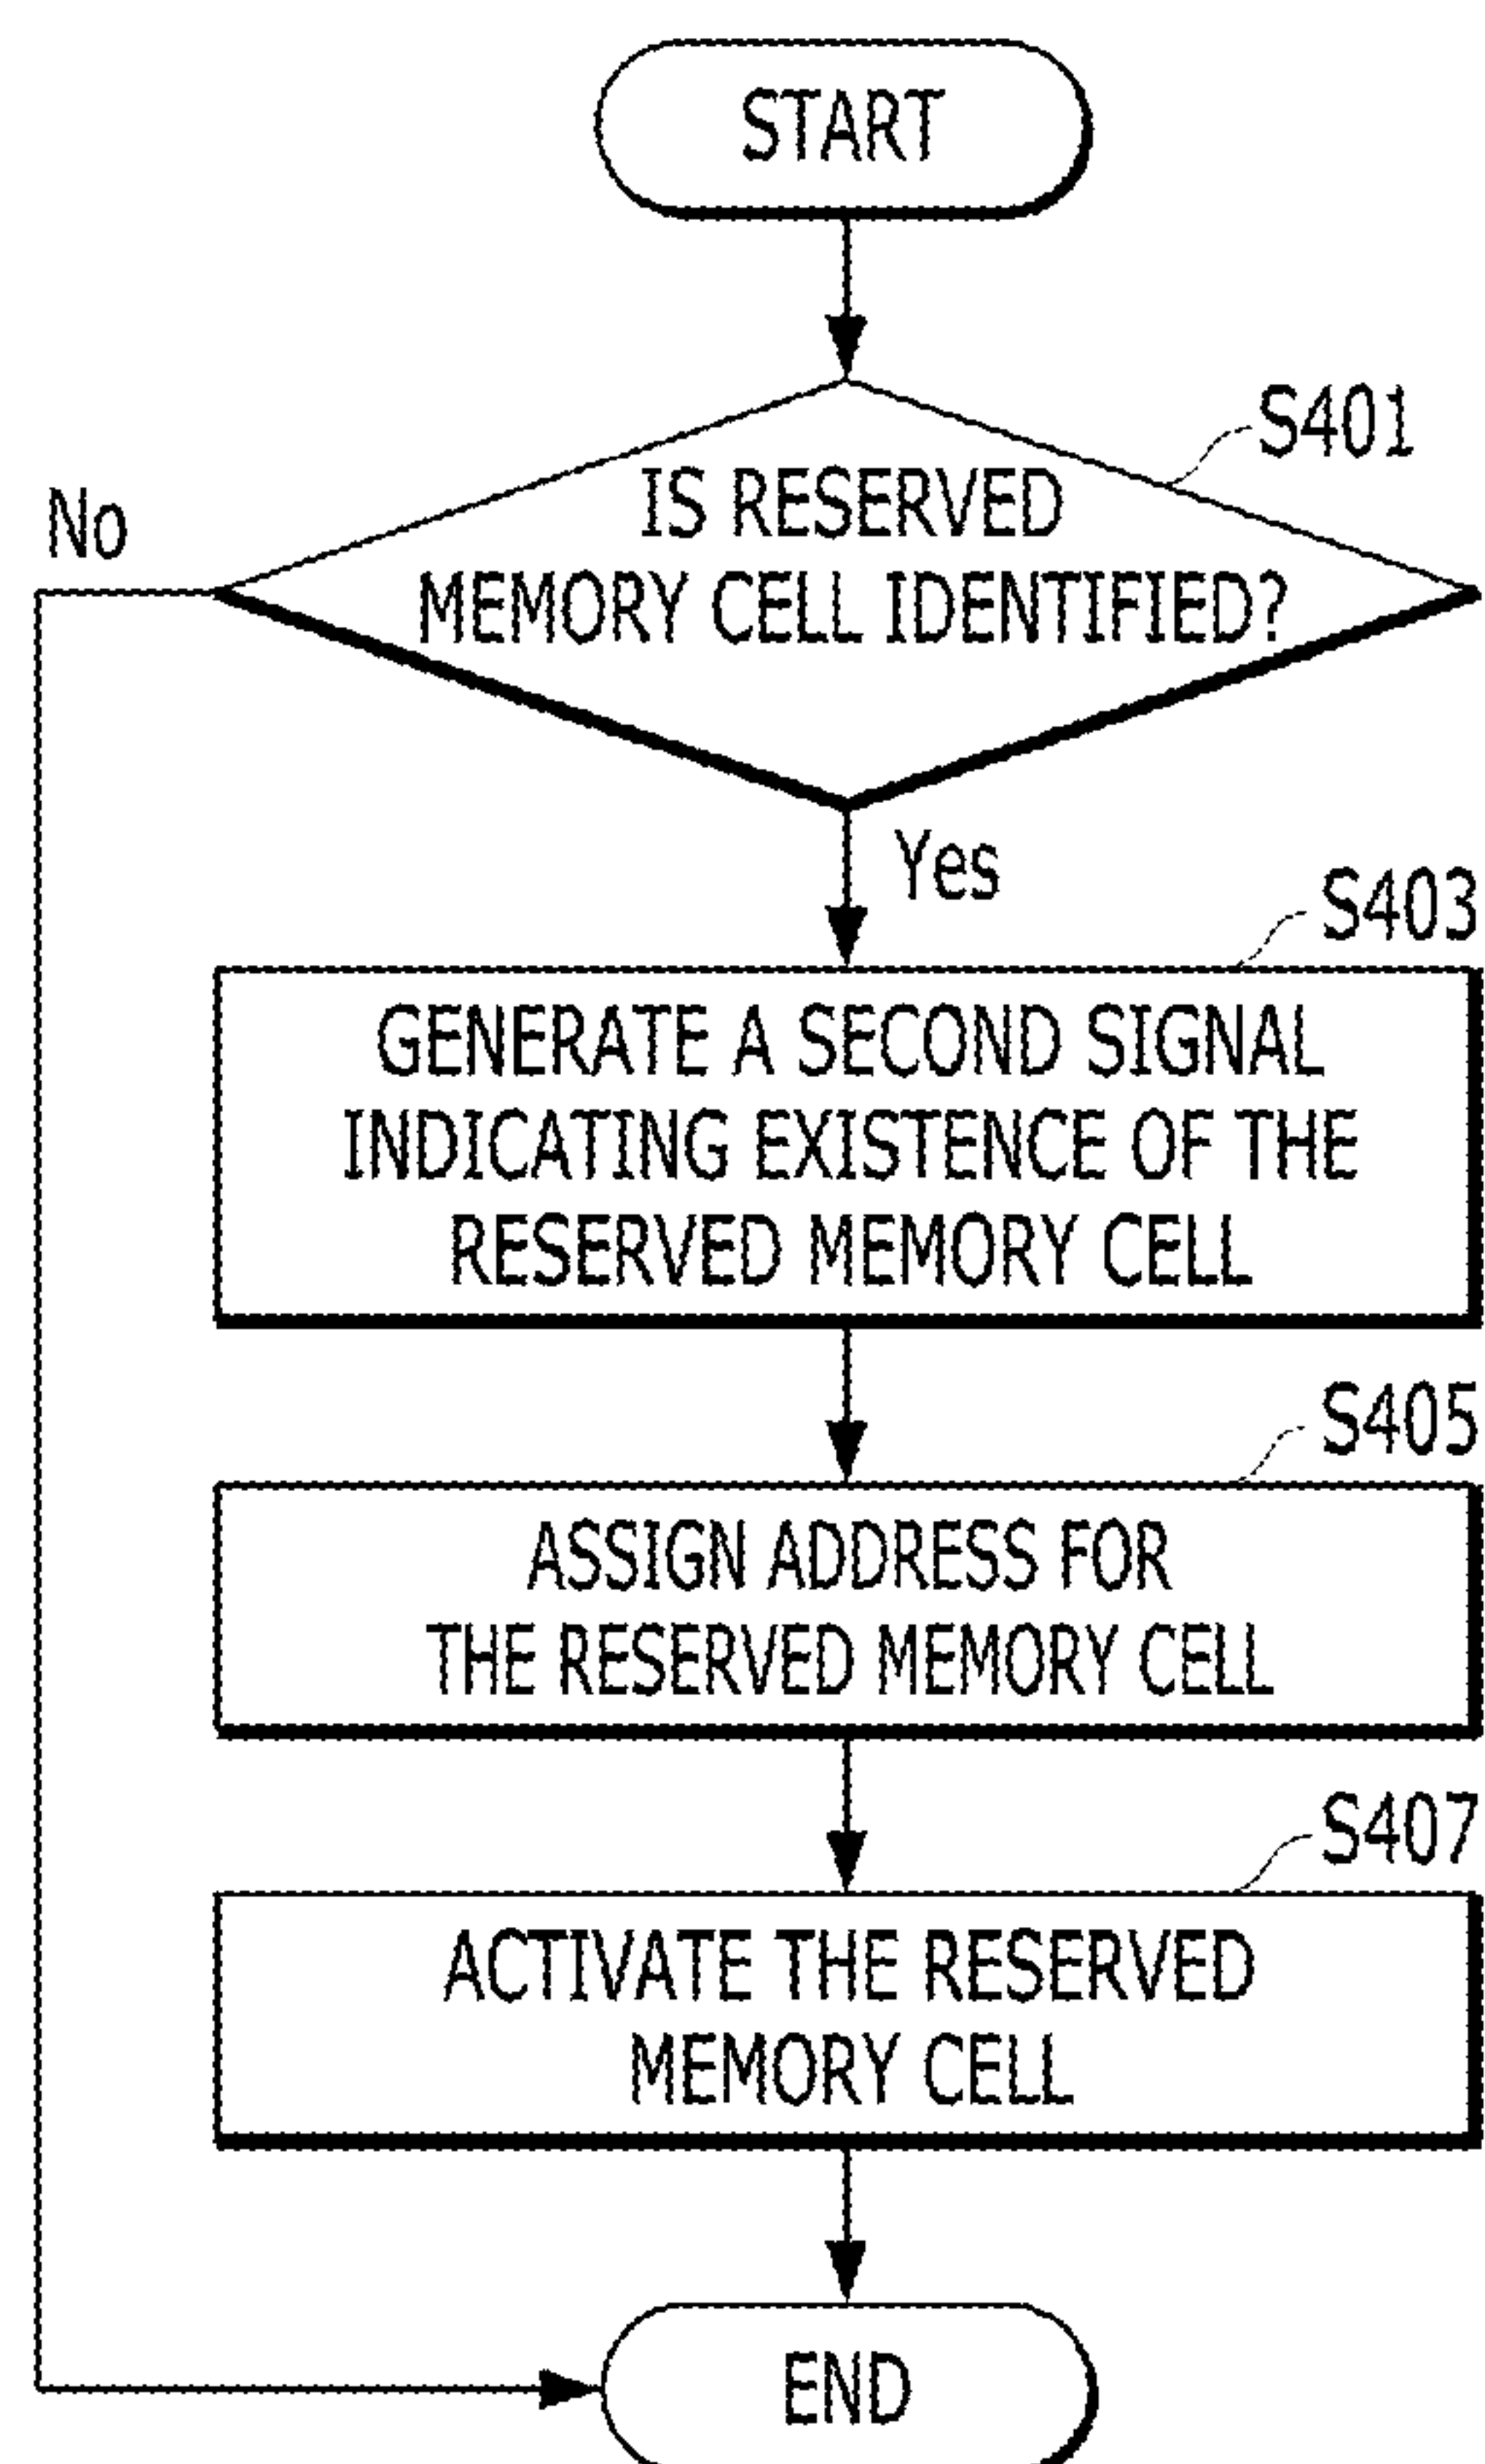 START
S401
IS RESERVED
MEMORY CELL IDENTIFIED?
No
Yes
S403
GENERATE A SECOND SIGNAL
INDICATING EXISTENCE OF THE
RESERVED MEMORY CELL
S405
ASSIGN ADDRESS FOR
THE RESERVED MEMORY CELL
S407
ACTIVATE THE RESERVED
MEMORY CELL
END